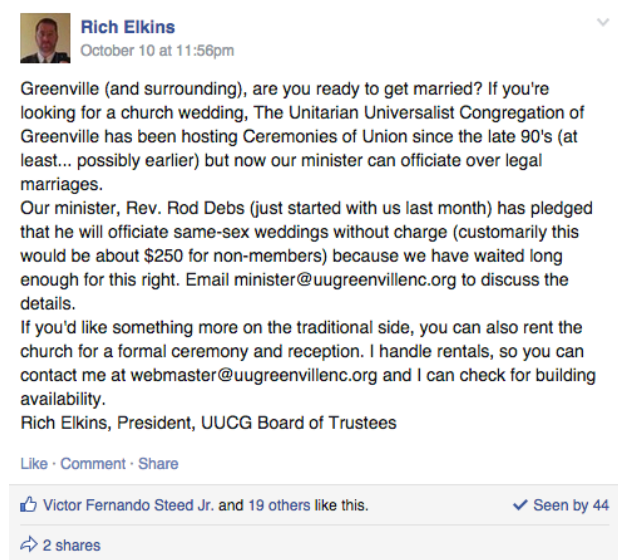 Rich Elkins
October 10 at 11:56pm
Greenville (and surrounding), are you ready to get married? If you're
looking for a church wedding, The Unitarian Universalist Congregation of
Greenville has been hosting Ceremonies of Union since the late 90's (at
least... possibly earlier) but now our minister can officiate over legal
marriages.
Our minister, Rev. Rod Debs (just started with us last month) has pledged
that he will officiate same-sex weddings without charge (customarily this
would be about $250 for non-members) because we have waited long
enough for this right. Email minister@uugreenvillenc.org to discuss the
details.
If you'd like something more on the traditional side, you can also rent the
church for a formal ceremony and reception. I handle rentals, so you can
contact me at webmaster@uugreenvillenc.org and I can check for building
availability.
Rich Elkins, President, UUCG Board of Trustees
Like · Comment · Share
Victor Fernando Steed Jr. and 19 others like this. Seen by 44
2 shares